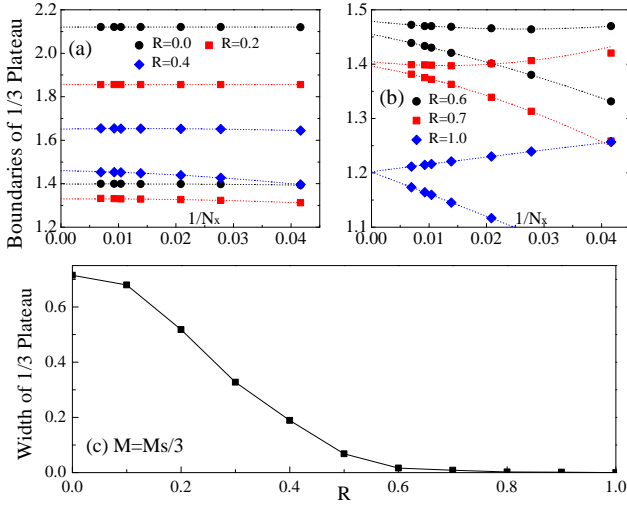 Boundaries of 1/3 Plateau
2.2
2.0
1.8
1.6
1.4
1.2
(a)
R=0.0
R=0.2
R=0.4
1/Nx
0.00 0.01 0.02 0.03 0.04
1.5
1.4
1.3
1.2
1.1
(b)
R=0.6
R=0.7
R=1.0
1/Nx
0.00 0.01 0.02 0.03 0.04
Width of 1/3 Plateau
0.6
0.4
0.2
0.0
(c) M=Ms/3
0.0 0.2 0.4 0.6 0.8 1.0
R